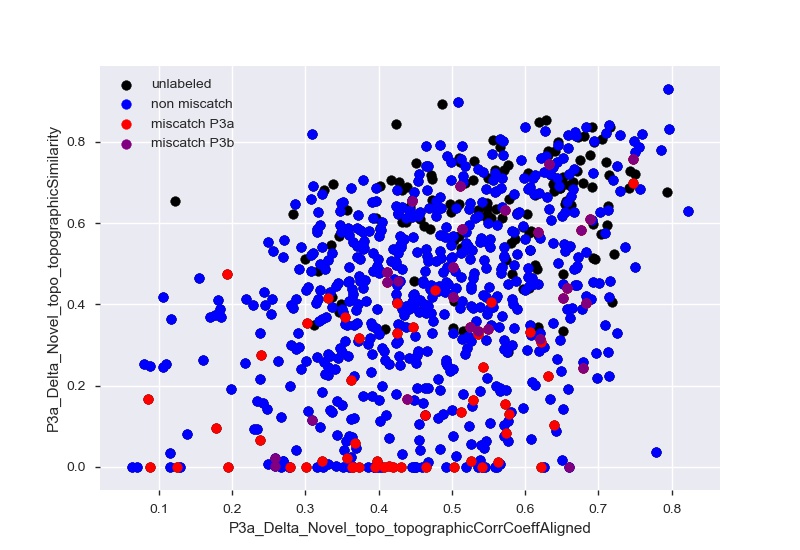 unlabeled
non miscatch
miscatch P3a
miscatch P3b
0.8
0.6
0.4
0.2
0.0
P3a_Delta_Novel_topo_topographicSimilarity
0.1 0.2 0.3 0.4 0.5 0.6 0.7 0.8
P3a_Delta_Novel_topo_topographicCorrCoeffAligned